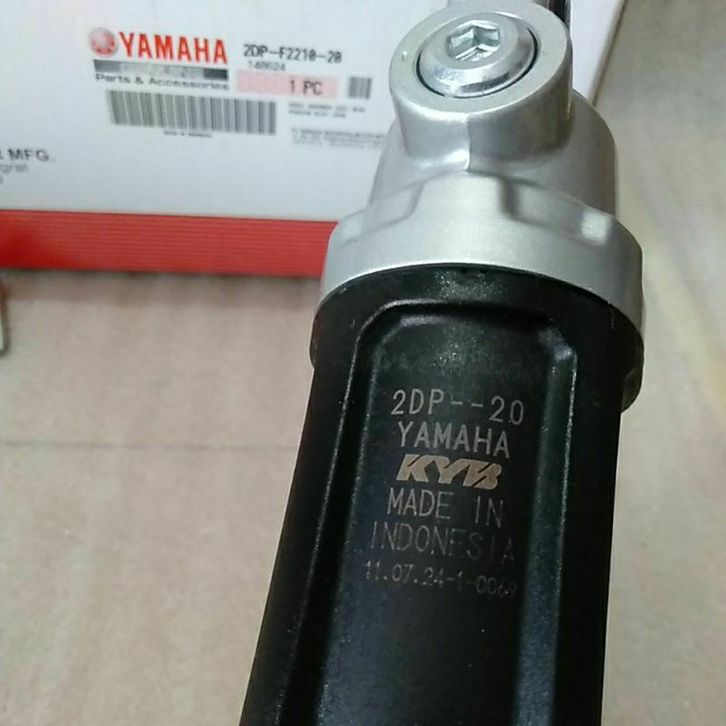 YAMAHA
2DP-F2210-20
140624
Parts & Accessories
1 PC
MFG.
2DP--20
YAMAHA
KYB
MADE IN
INDONESIA
11.07.24-1-0069